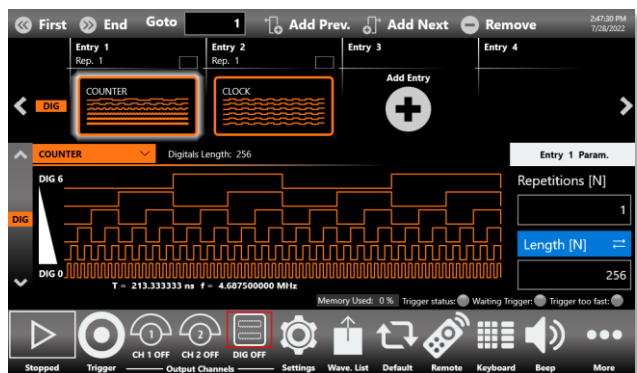 First End Goto 1 Add Prev. Add Next Remove 2:47:30 PM
7/28/2022
Entry 1 Entry 2 Entry 3 Entry 4
Rep. 1 Rep. 1
Add Entry
COUNTER CLOCK
DIG
COUNTER Digitals Length: 256 Entry 1 Param.
DIG 6 Repetitions [N]
1
DIG
Length [N]
DIG 0 256
T = 213.333333 ns f = 4.687500000 MHz
Memory Used: 0 % Trigger status: Waiting Trigger: Trigger too fast:
1 2
CH 1 OFF CH 2 OFF DIG OFF
Stopped Trigger Output Channels Settings Wave. List Default Remote Keyboard Beep More